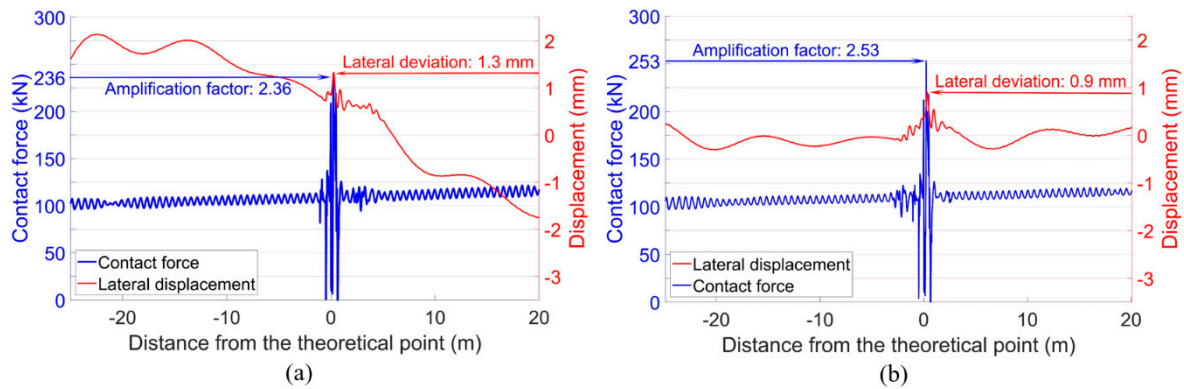 300
250
236
200
150
100
50
0
Contact force (kN)
Amplification factor: 2.36
Lateral deviation: 1.3 mm
Contact force
Lateral displacement
2
1
0
-1
-2
-3
Displacement (mm)
-20
-10
0
10
20
Distance from the theoretical point (m)
(a)
300
253
200
150
100
50
0
Contact force (kN)
Amplification factor: 2.53
Lateral deviation: 0.9 mm
Lateral displacement
Contact force
2
1
0
-1
-2
-3
Displacement (mm)
-20
-10
0
10
20
Distance from the theoretical point (m)
(b)